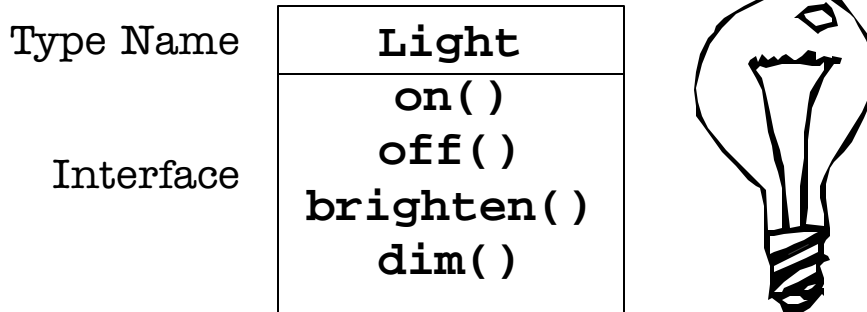 Type Name
Light
Interface
on()
off()
brighten()
dim()